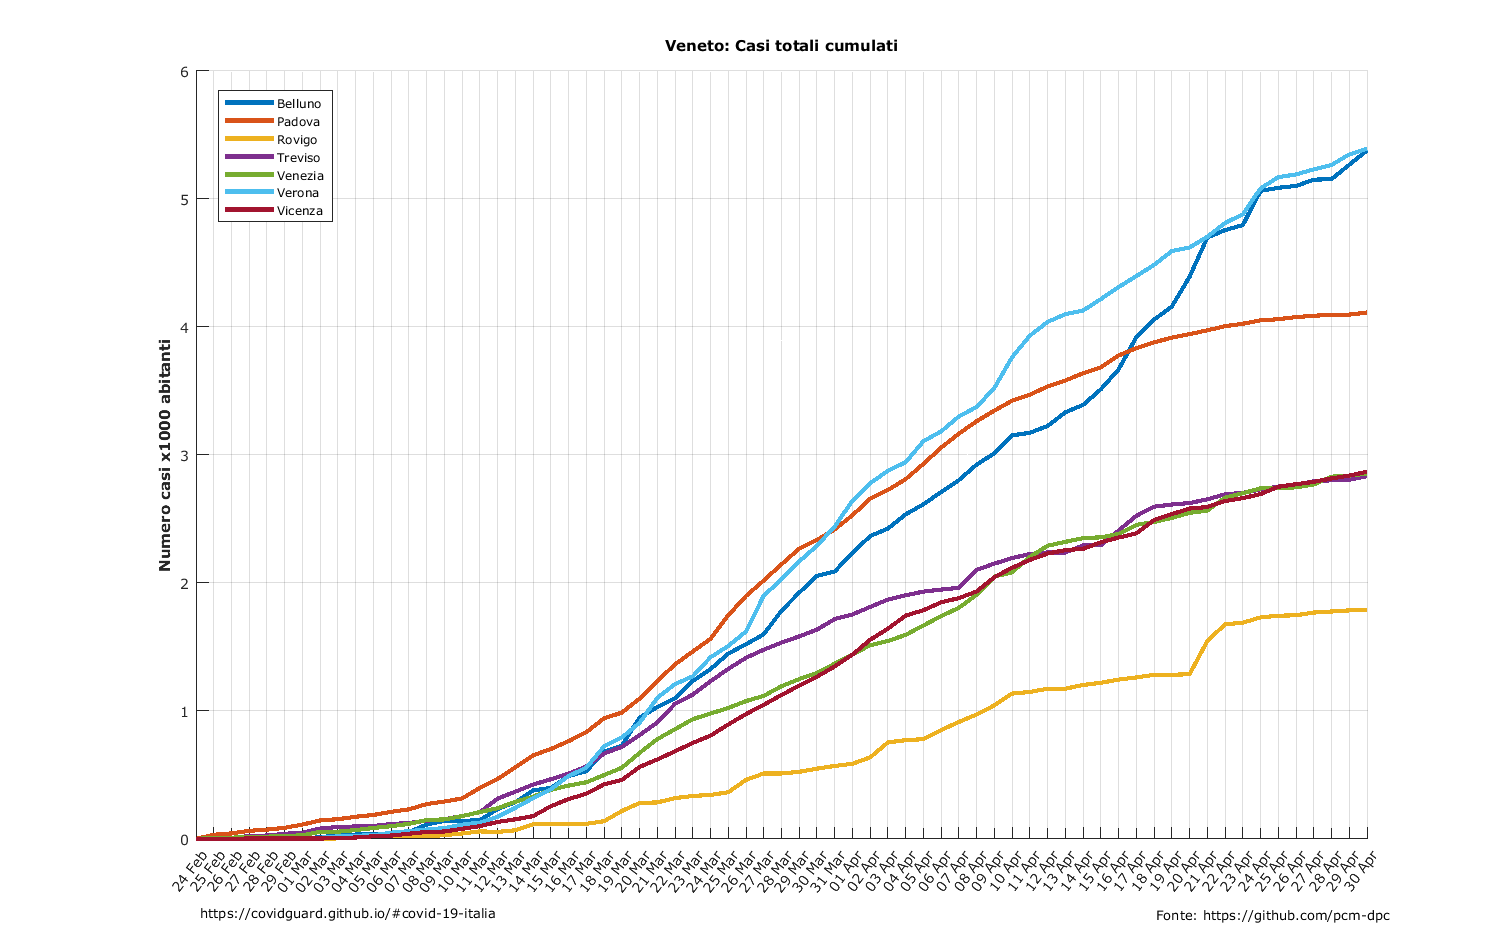 Veneto: Casi totali cumulati
Numero casi x1000 abitanti
6
5
4
3
2
1
0
Belluno
Padova
Rovigo
Treviso
Venezia
Verona
Vicenza
24 Feb
25 Feb
26 Feb
27 Feb
28 Feb
29 Feb
01 Mar
02 Mar
03 Mar
04 Mar
05 Mar
06 Mar
07 Mar
08 Mar
09 Mar
10 Mar
11 Mar
12 Mar
13 Mar
14 Mar
15 Mar
16 Mar
17 Mar
18 Mar
19 Mar
20 Mar
21 Mar
22 Mar
23 Mar
24 Mar
25 Mar
26 Mar
27 Mar
28 Mar
29 Mar
30 Mar
31 Mar
01 Apr
02 Apr
03 Apr
04 Apr
05 Apr
06 Apr
07 Apr
08 Apr
09 Apr
10 Apr
11 Apr
12 Apr
13 Apr
14 Apr
15 Apr
16 Apr
17 Apr
18 Apr
19 Apr
20 Apr
21 Apr
22 Apr
23 Apr
24 Apr
25 Apr
26 Apr
27 Apr
28 Apr
29 Apr
30 Apr
https://covidguard.github.io/#covid-19-italia
Fonte: https://github.com/pcm-dpc